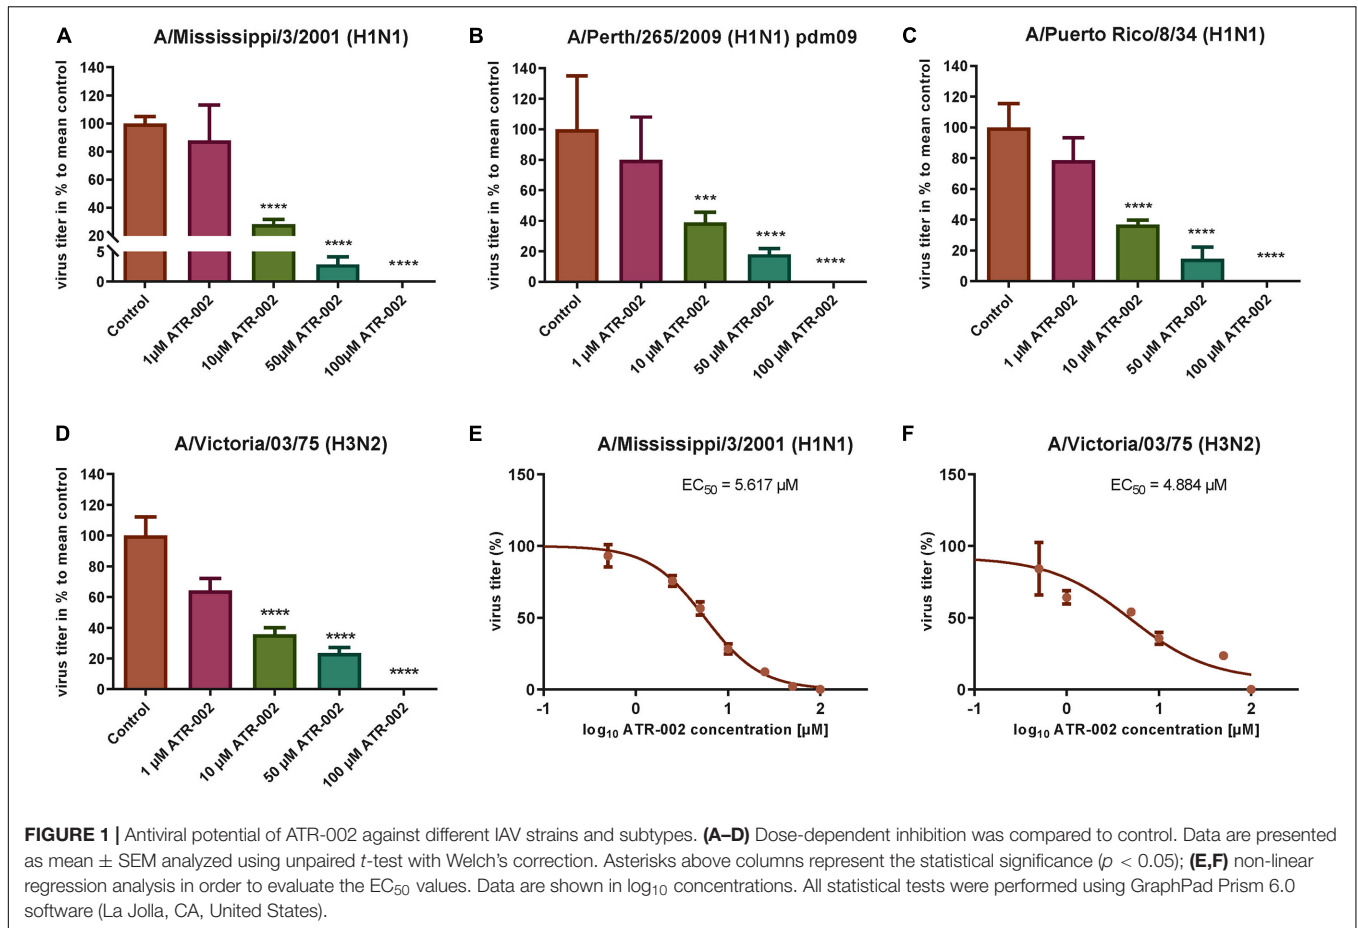 A
A/Mississippi/3/2001 (H1N1)
virus titer in % to mean control
140
120
100
80
60
40
20
5
0
****
****
****
Control
1µM ATR-002
10µM ATR-002
50µM ATR-002
100µM ATR-002
B
A/Perth/265/2009 (H1N1) pdm09
virus titer in % to mean control
140
120
100
80
60
40
20
0
***
****
****
Control
1 µM ATR-002
10 µM ATR-002
50 µM ATR-002
100 µM ATR-002
C
A/Puerto Rico/8/34 (H1N1)
virus titer in % to mean control
140
120
100
80
60
40
20
0
****
****
****
Control
1 µM ATR-002
10 µM ATR-002
50 µM ATR-002
100 µM ATR-002
D
A/Victoria/03/75 (H3N2)
virus titer in % to mean control
140
120
100
80
60
40
20
0
****
****
****
Control
1 µM ATR-002
10 µM ATR-002
50 µM ATR-002
100 µM ATR-002
E
A/Mississippi/3/2001 (H1N1)
EC50 = 5.617 µM
virus titer (%)
150
100
50
0
-1 0 1 2
log10 ATR-002 concentration [µM]
F
A/Victoria/03/75 (H3N2)
EC50 = 4.884 µM
virus titer (%)
150
100
50
0
-1 0 1 2
log10 ATR-002 concentration [µM]
FIGURE 1 | Antiviral potential of ATR-002 against different IAV strains and subtypes. (A–D) Dose-dependent inhibition was compared to control. Data are presented
as mean ± SEM analyzed using unpaired t-test with Welch's correction. Asterisks above columns represent the statistical significance (p < 0.05); (E,F) non-linear
regression analysis in order to evaluate the EC50 values. Data are shown in log10 concentrations. All statistical tests were performed using GraphPad Prism 6.0
software (La Jolla, CA, United States).